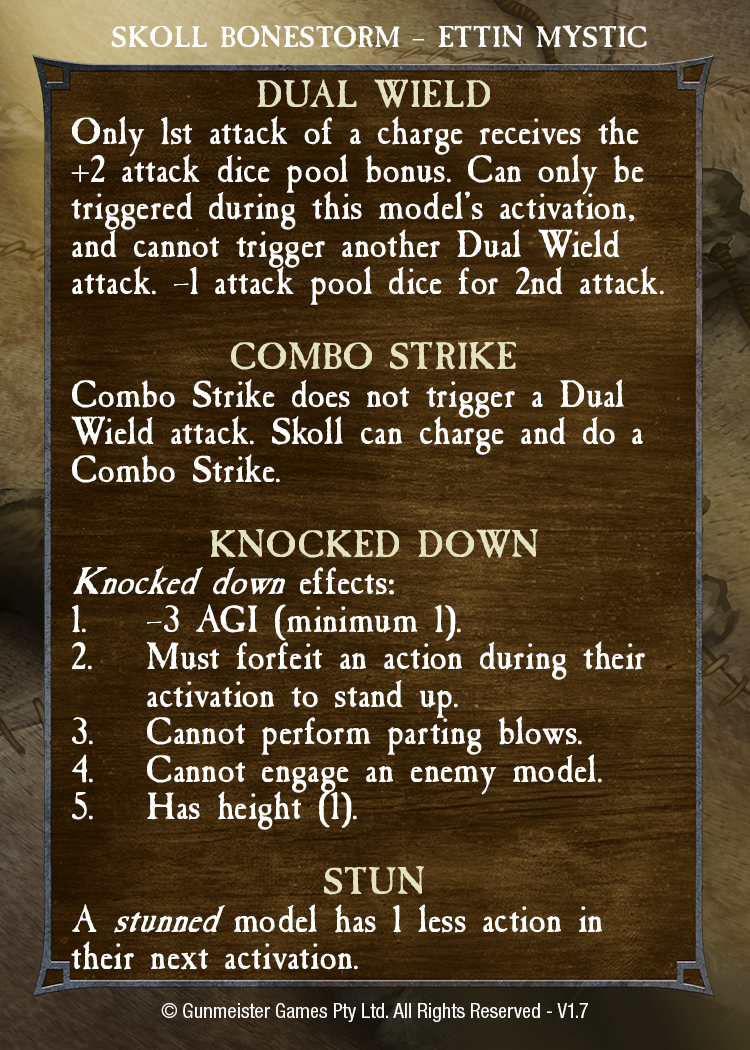 SKOLL BONESTORM – ETTIN MYSTIC
DUAL WIELD
Only 1st attack of a charge receives the
+2 attack dice pool bonus. Can only be
triggered during this model's activation,
and cannot trigger another Dual Wield
attack. –1 attack pool dice for 2nd attack.
COMBO STRIKE
Combo Strike does not trigger a Dual
Wield attack. Skoll can charge and do a
Combo Strike.
KNOCKED DOWN
Knocked down effects:
1. –3 AGI (minimum 1).
2. Must forfeit an action during their
activation to stand up.
3. Cannot perform parting blows.
4. Cannot engage an enemy model.
5. Has height (1).
STUN
A stunned model has 1 less action in
their next activation.
© Gunmeister Games Pty Ltd. All Rights Reserved - V1.7